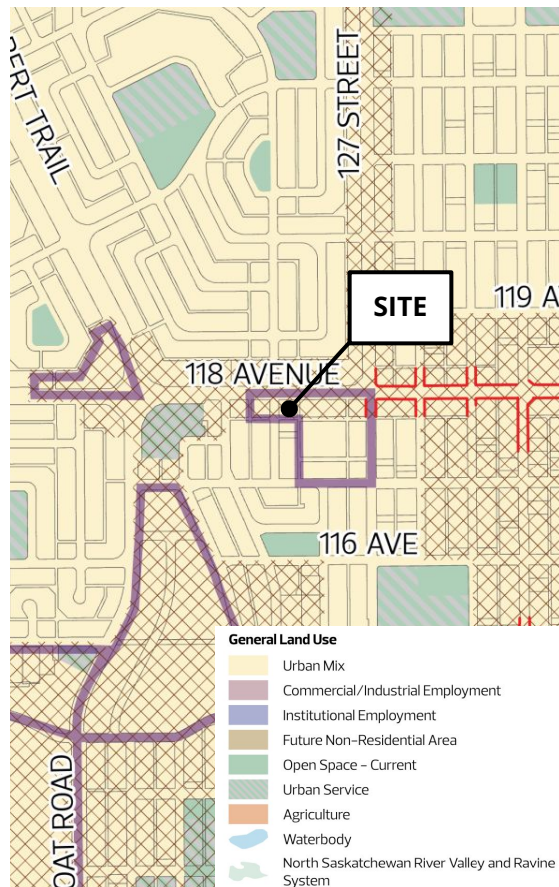 BERT TRAIL
127 STREET
SITE
119 A
118 AVENUE
116 AVE
OAT ROAD
General Land Use
Urban Mix
Commercial/Industrial Employment
Institutional Employment
Future Non-Residential Area
Open Space - Current
Urban Service
Agriculture
Waterbody
North Saskatchewan River Valley and Ravine
System